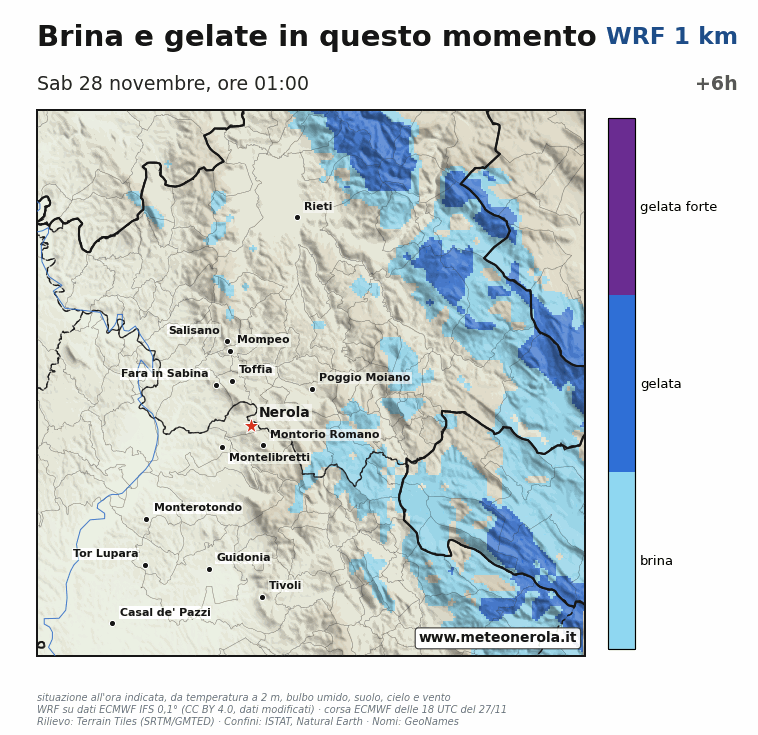 Brina e gelate in questo momento WRF 1 km
Sab 28 novembre, ore 01:00 +6h
gelata forte
Rieti
Salisano
Mompeo
Toffia
Fara in Sabina
Poggio Moiano
gelata
Nerola
Montorio Romano
Montelibretti
Monterotondo
Tor Lupara
Guidonia
brina
Tivoli
Casal de' Pazzi
www.meteonerola.it
situazione all'ora indicata, da temperatura a 2 m, bulbo umido, suolo, cielo e vento
WRF su dati ECMWF IFS 0,1° (CC BY 4.0, dati modificati) · corsa ECMWF delle 18 UTC del 27/11
Rilievo: Terrain Tiles (SRTM/GMTED) · Confini: ISTAT, Natural Earth · Nomi: GeoNames